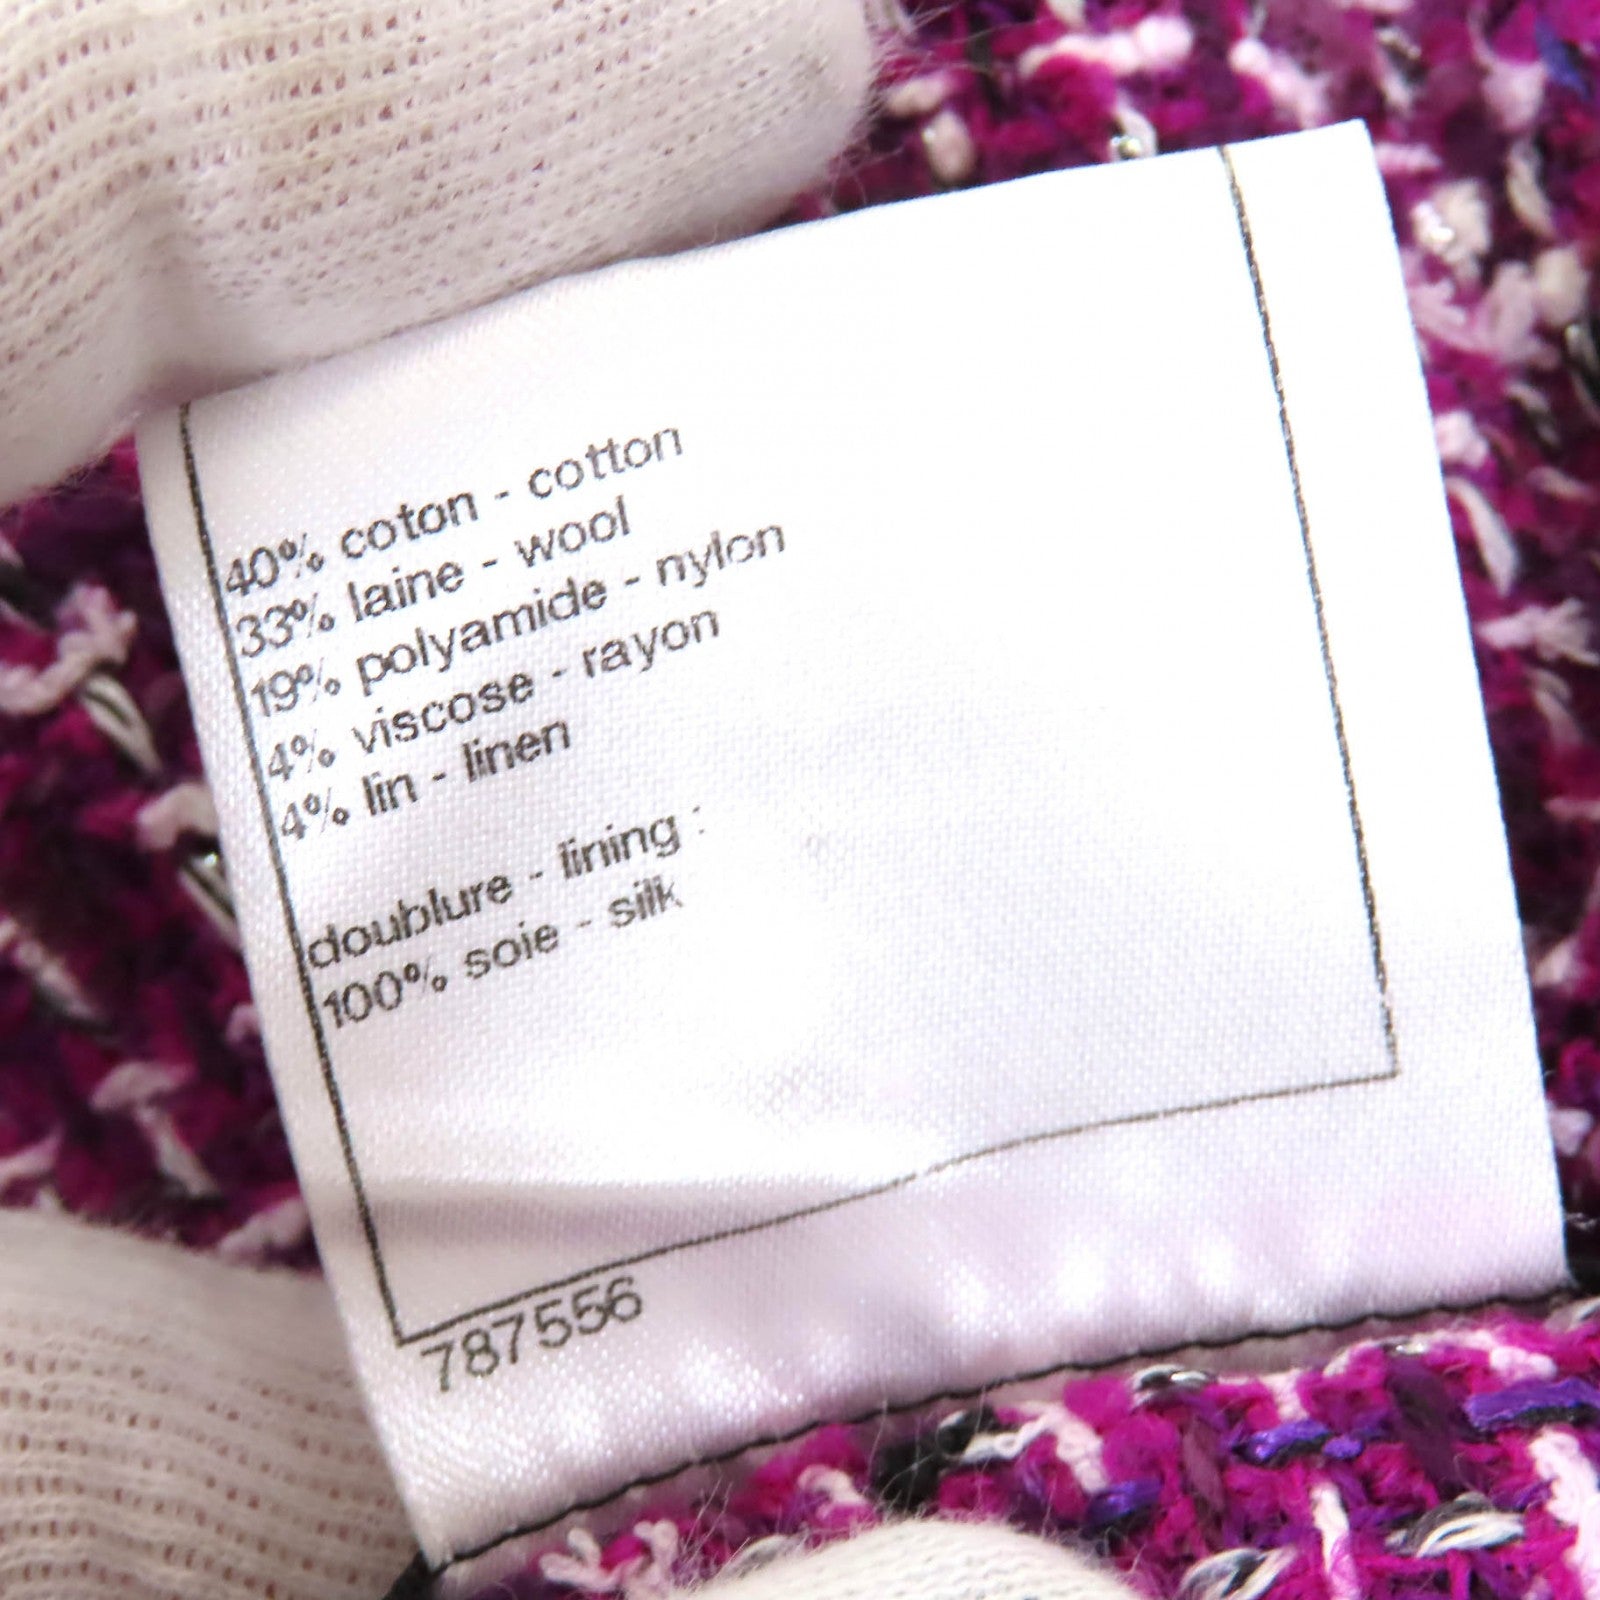 40% coton - cotton
33% laine - wool
19% polyamide - nylon
4% viscose - rayon
4% lin - linen
doublure - lining :
100% soie - silk
787556